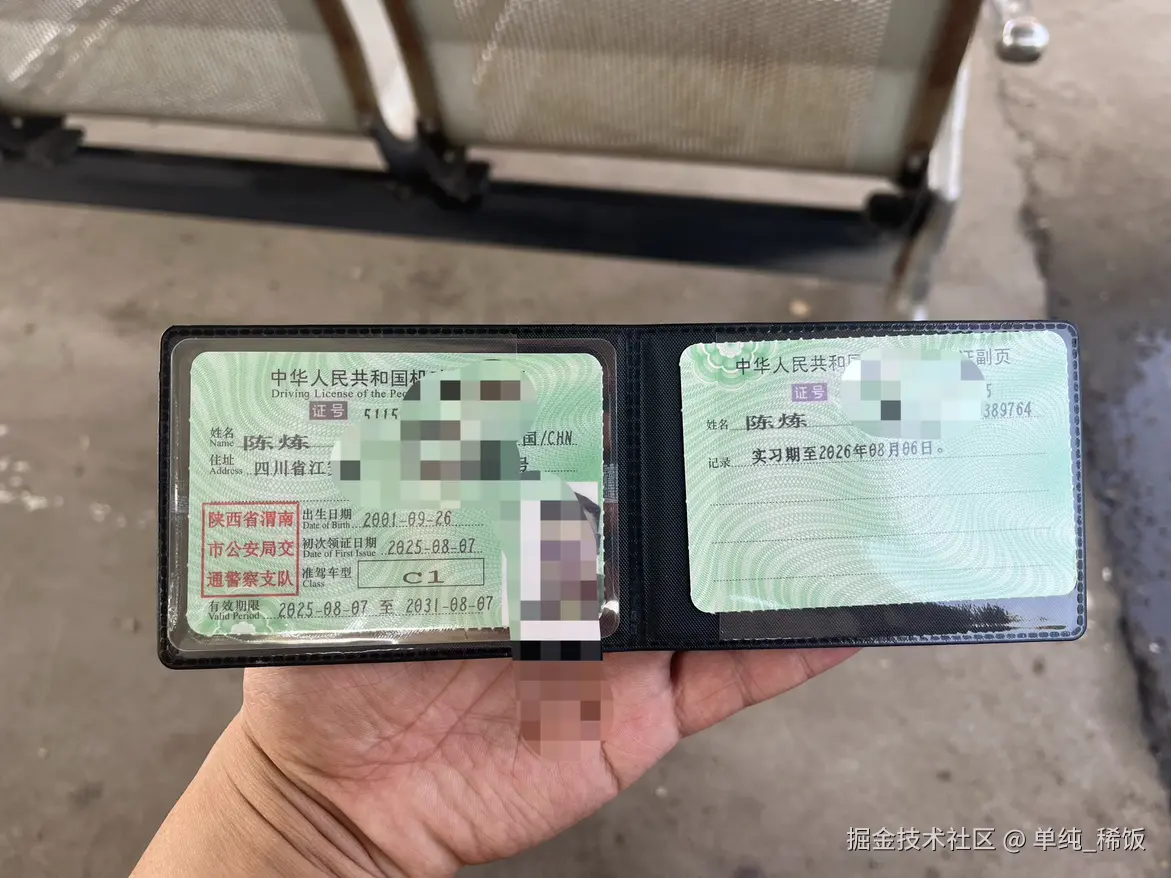 中华人民共和国机
Driving License of the Peo
证号 5115
姓名 陈炼
Name
国/CHN
住址 四川省江
Address
号
陕西省渭南
市公安局交
通警察支队
出生日期 2001-09-26
Date of Birth
初次领证日期 2025-08-07
Date of First Issue
准驾车型 C1
Class
有效期限 2025-08-07 至 2031-08-07
Valid Period
中华人民共和国
证副页
证号
389764
姓名 陈炼
记录 实习期至2026年08月06日。
掘金技术社区 @ 单纯_稀饭